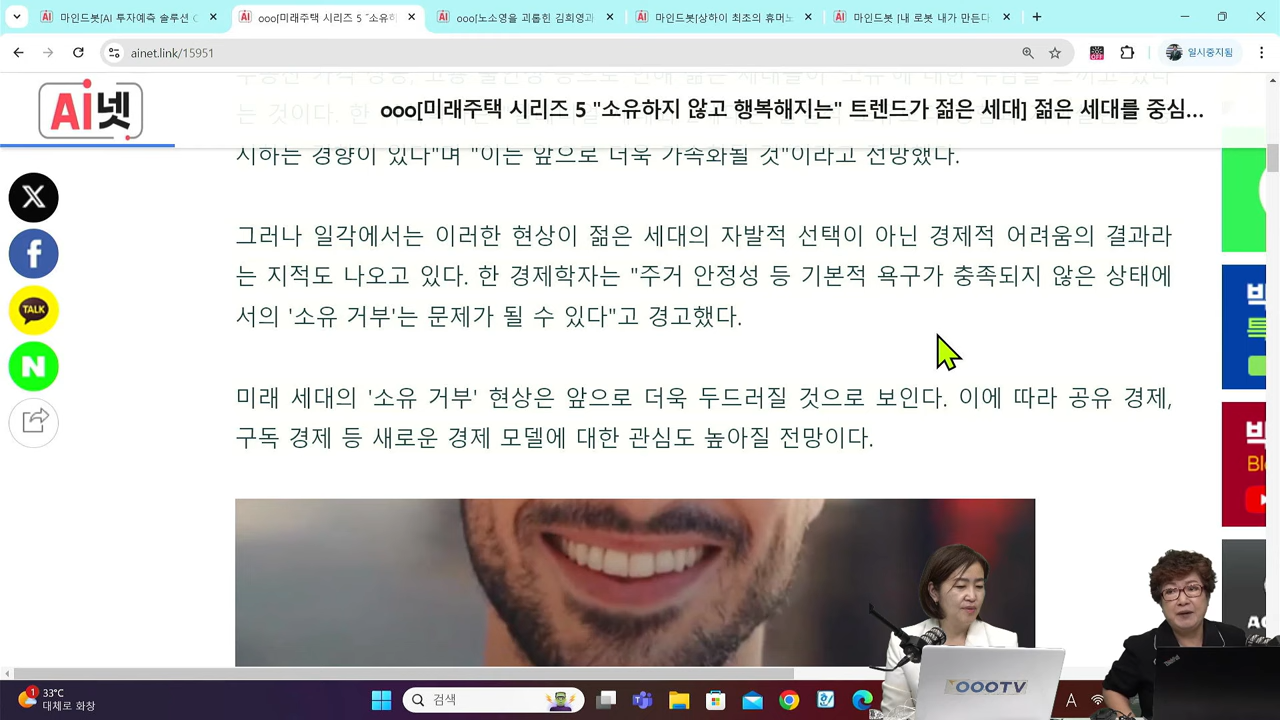 마인드봇[AI 투자예측 솔루션
ooo[미래주택 시리즈 5 "소유하
ooo[노소영을 괴롭힌 김희영과
마인드봇[상하이 최초의 휴머노
마인드봇 [내 로봇 내가 만든다
ainet.link/15951
OFF
일시중지됨
Ai넷
ooo[미래주택 시리즈 5 "소유하지 않고 행복해지는" 트렌드가 젊은 세대] 젊은 세대를 중심...
는 것이다. 한
시하는 경향이 있다"며 "이는 앞으로 더욱 가속화될 것"이라고 전망했다.
그러나 일각에서는 이러한 현상이 젊은 세대의 자발적 선택이 아닌 경제적 어려움의 결과라
는 지적도 나오고 있다. 한 경제학자는 "주거 안정성 등 기본적 욕구가 충족되지 않은 상태에
서의 '소유 거부'는 문제가 될 수 있다"고 경고했다.
미래 세대의 '소유 거부' 현상은 앞으로 더욱 두드러질 것으로 보인다. 이에 따라 공유 경제,
구독 경제 등 새로운 경제 모델에 대한 관심도 높아질 전망이다.
X
f
TALK
N
Blo
OOOTV
ThinkPad
1
33°C
대체로 화창
검색
A